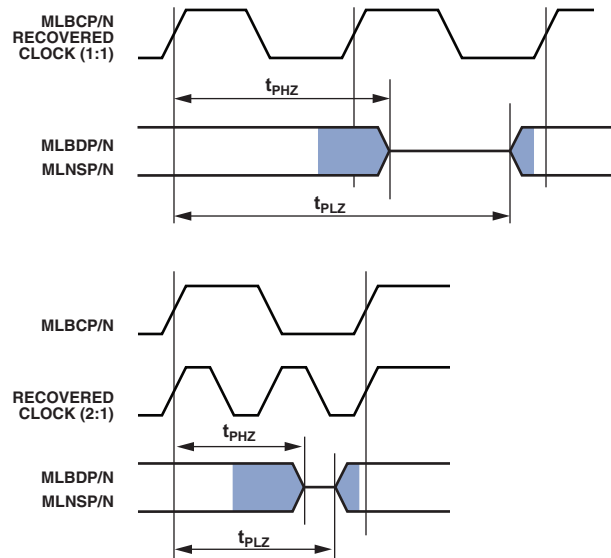 MLBCP/N
RECOVERED
CLOCK (1:1)
tPHZ
MLBDP/N
MLNSP/N
tPLZ
MLBCP/N
RECOVERED
CLOCK (2:1)
tPHZ
MLBDP/N
MLNSP/N
tPLZ